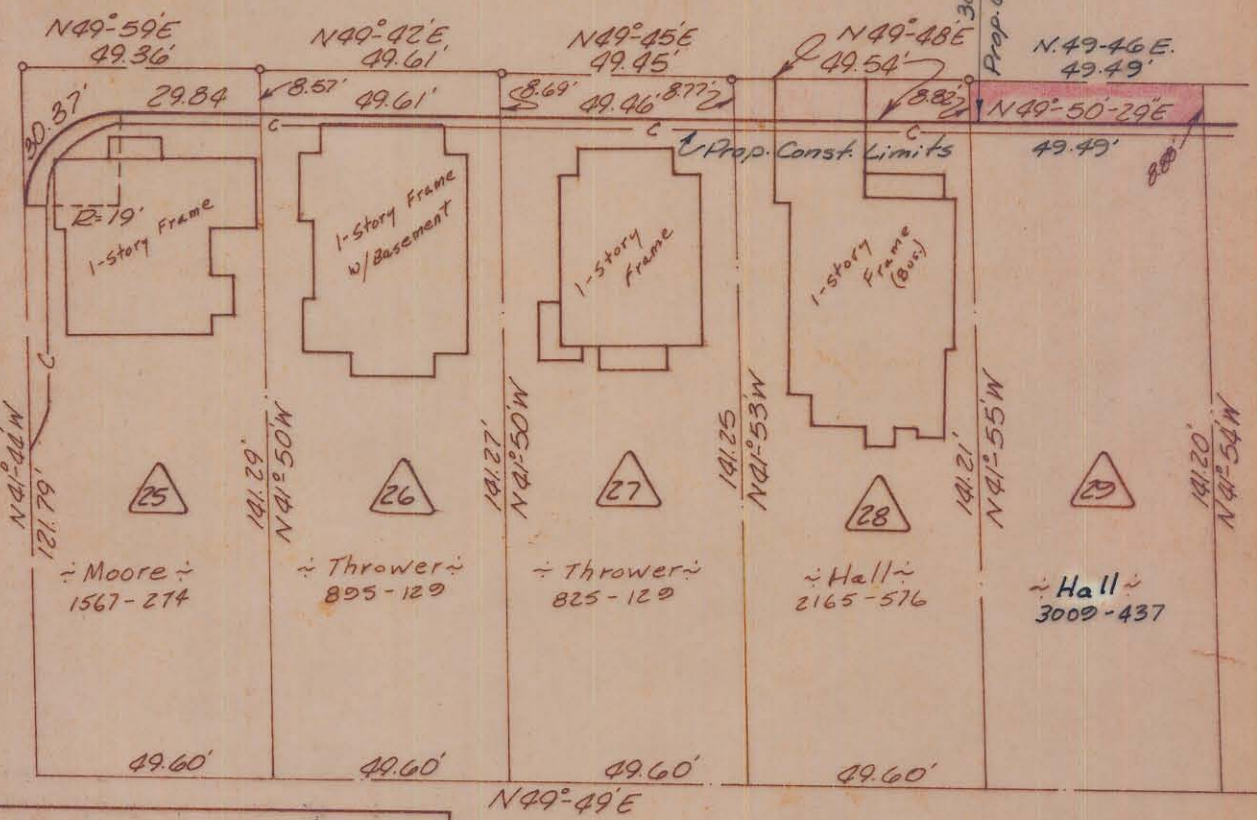 N49°-59'E
49.36'
N49°-42'E
49.61'
N49°-45'E
49.45'
N49°-48'E
49.54'
N.49-46 E.
49.49'
Prop.
30.37'
29.84
8.57'
49.61'
8.69'
49.46'
8.77'
8.82'
N49°-50'-29"E
49.49'
8.88'
C
C
C
Prop. Const. Limits
R=19'
1-Story Frame
1-Story Frame
w/Basement
1-Story
Frame
1-Story
Frame
(Bus.)
C
N41°-44'W
121.79'
141.29'
N41°-50'W
141.27'
N41°-50'W
141.25
N41°-53'W
141.21'
N41°-55'W
141.20'
N41°-54'W
25
26
27
28
29
~ Moore ~
1567-274
~ Thrower ~
895-129
~ Thrower ~
825-129
~ Hall ~
2165-576
~ Hall ~
3009-437
49.60'
49.60'
49.60'
49.60'
N49°-49'E